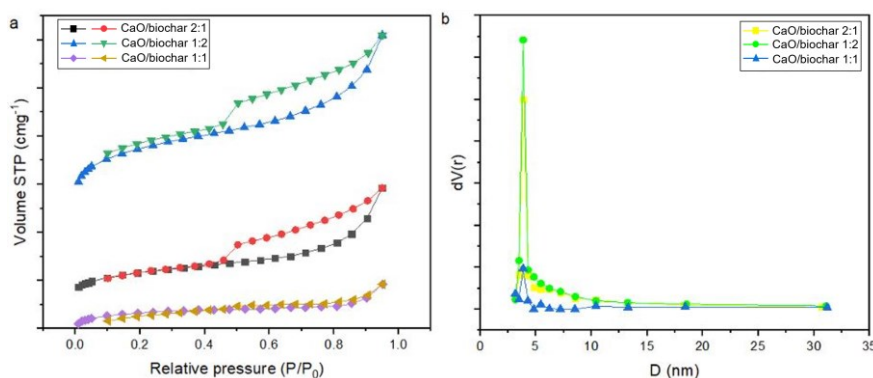 a
CaO/biochar 2:1
CaO/biochar 1:2
CaO/biochar 1:1
Volume STP (cmg⁻¹)
0.0 0.2 0.4 0.6 0.8 1.0
Relative pressure (P/P₀)
b
CaO/biochar 2:1
CaO/biochar 1:2
CaO/biochar 1:1
dV(r)
0 5 10 15 20 25 30 35
D (nm)